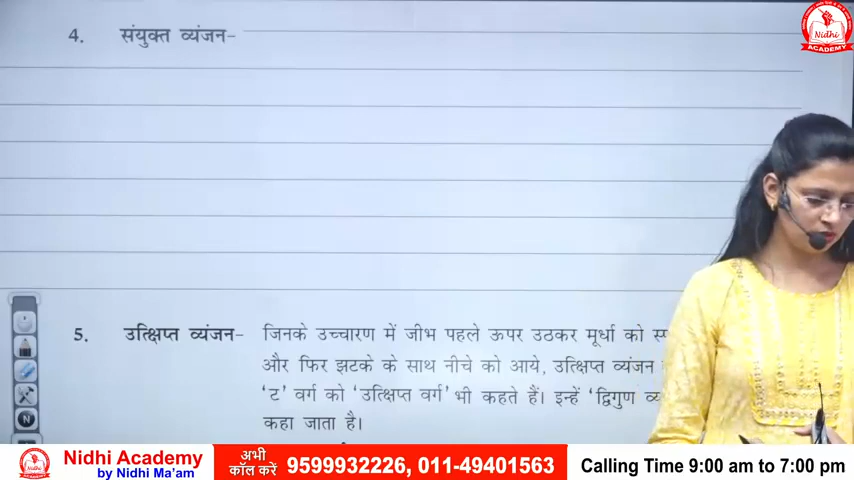 4. संयुक्त व्यंजन-
Nidhi
ACADEMY
5. उत्क्षिप्त व्यंजन- जिनके उच्चारण में जीभ पहले ऊपर उठकर मूर्धा को
और फिर झटके के साथ नीचे को आये, उत्क्षिप्त व्यंजन
'ट' वर्ग को 'उत्क्षिप्त वर्ग' भी कहते हैं। इन्हें 'द्विगुण
कहा जाता है।
N
Nidhi Academy
by Nidhi Ma'am
अभी
कॉल करें
9599932226, 011-49401563
Calling Time 9:00 am to 7:00 pm